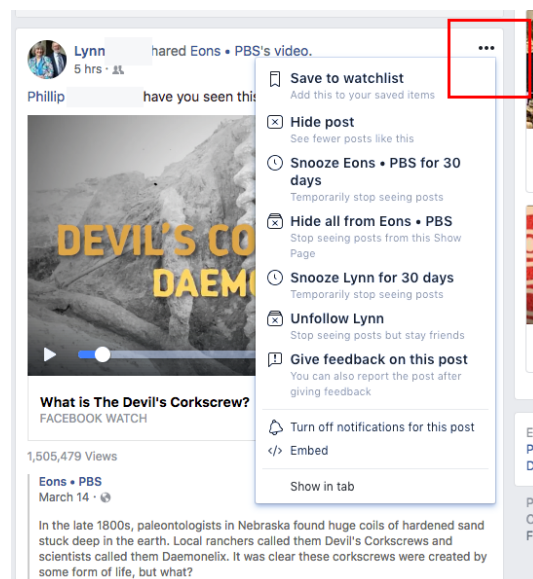 Lynn hared Eons • PBS's video.
5 hrs ·
Phillip have you seen this
Save to watchlist
Add this to your saved items
Hide post
See fewer posts like this
Snooze Eons • PBS for 30
days
Temporarily stop seeing posts
Hide all from Eons • PBS
Stop seeing posts from this Show
Page
Snooze Lynn for 30 days
Temporarily stop seeing posts
Unfollow Lynn
Stop seeing posts but stay friends
Give feedback on this post
You can also report the post after
giving feedback
Turn off notifications for this post
</> Embed
Show in tab
DEVIL'S CO
DAEM
What is The Devil's Corkscrew?
FACEBOOK WATCH
1,505,479 Views
Eons • PBS
March 14 ·
In the late 1800s, paleontologists in Nebraska found huge coils of hardened sand
stuck deep in the earth. Local ranchers called them Devil's Corkscrews and
scientists called them Daemonelix. It was clear these corkscrews were created by
some form of life, but what?
E
P
D
P
C
F